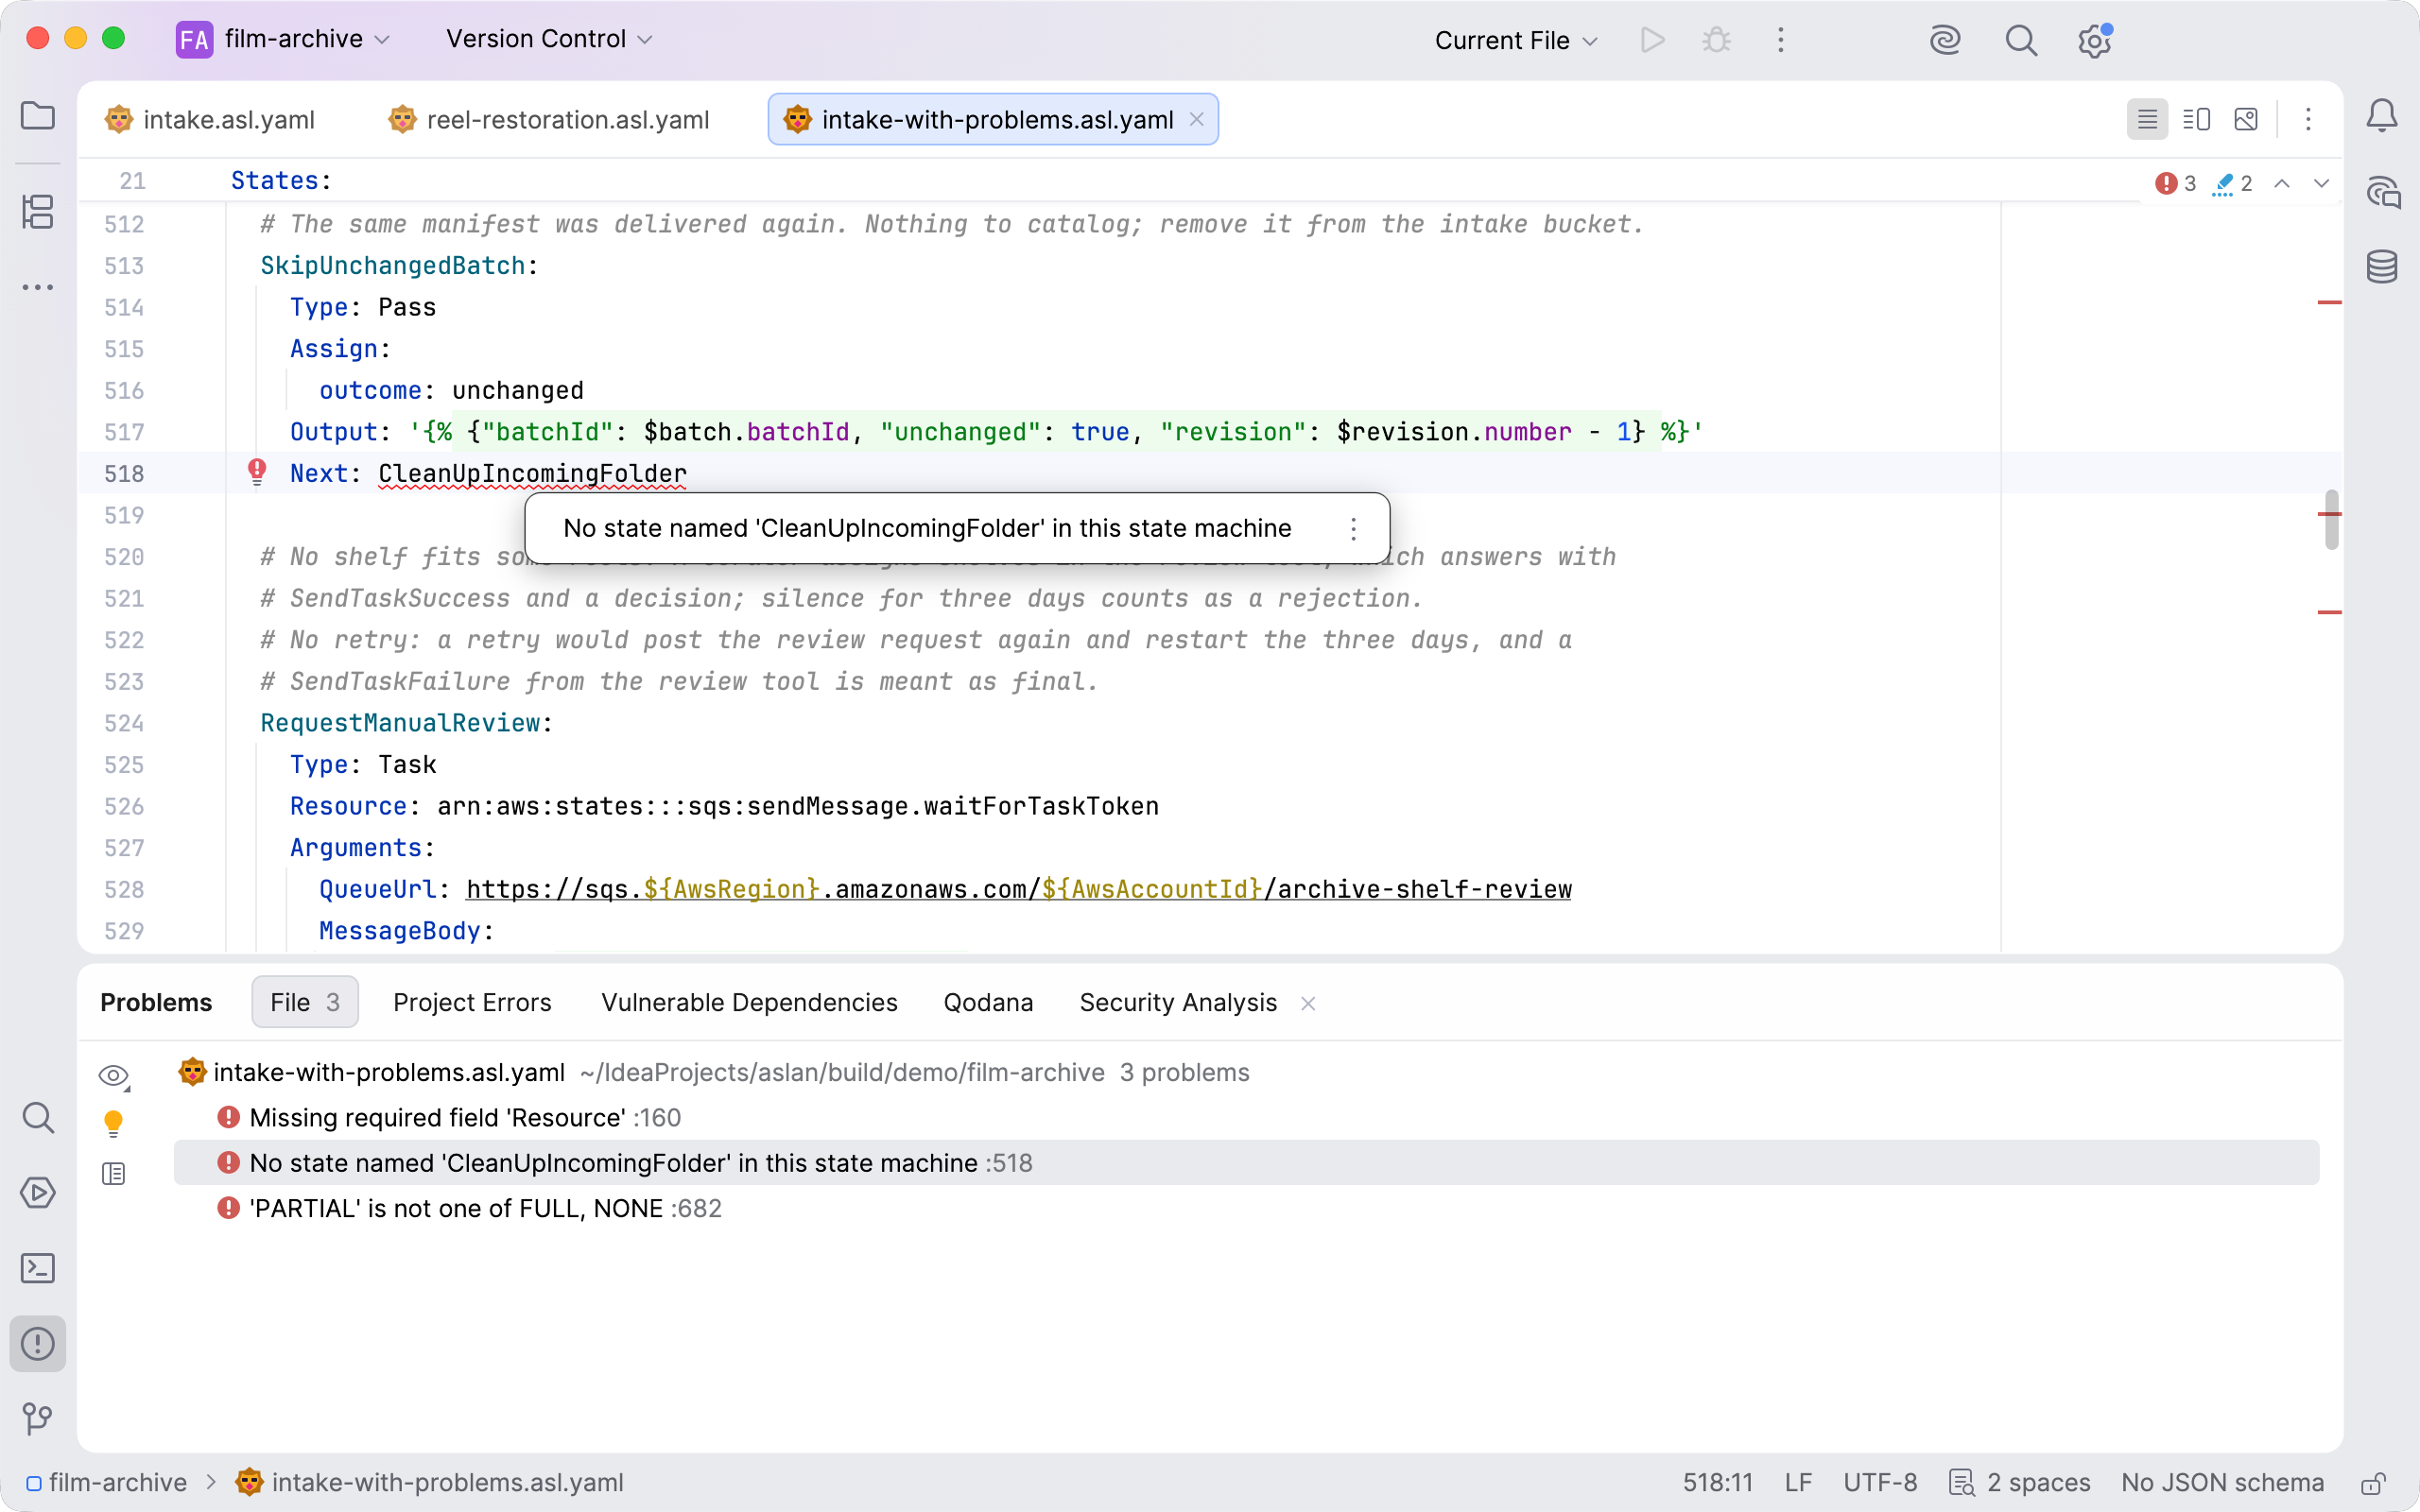 FA film-archive Version Control Current File
intake.asl.yaml reel-restoration.asl.yaml intake-with-problems.asl.yaml
21 States: 3 2
512 # The same manifest was delivered again. Nothing to catalog; remove it from the intake bucket.
513 SkipUnchangedBatch:
514 Type: Pass
515 Assign:
516 outcome: unchanged
517 Output: '{% {"batchId": $batch.batchId, "unchanged": true, "revision": $revision.number - 1} %}'
518 Next: CleanUpIncomingFolder
519
No state named 'CleanUpIncomingFolder' in this state machine
520 # No shelf fits answers with
521 # SendTaskSuccess and a decision; silence for three days counts as a rejection.
522 # No retry: a retry would post the review request again and restart the three days, and a
523 # SendTaskFailure from the review tool is meant as final.
524 RequestManualReview:
525 Type: Task
526 Resource: arn:aws:states:::sqs:sendMessage.waitForTaskToken
527 Arguments:
528 QueueUrl: https://sqs.${AwsRegion}.amazonaws.com/${AwsAccountId}/archive-shelf-review
529 MessageBody:
Problems File 3 Project Errors Vulnerable Dependencies Qodana Security Analysis
intake-with-problems.asl.yaml ~/IdeaProjects/aslan/build/demo/film-archive 3 problems
Missing required field 'Resource' :160
No state named 'CleanUpIncomingFolder' in this state machine :518
'PARTIAL' is not one of FULL, NONE :682
film-archive intake-with-problems.asl.yaml 518:11 LF UTF-8 2 spaces No JSON schema